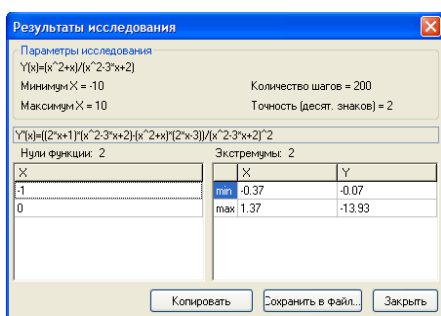 Результаты исследования
Параметры исследования
Y(x)=(x^2+x)/(x^2-3*x+2)
Минимум X = -10 Количество шагов = 200
Максимум X = 10 Точность (десят. знаков) = 2
Y'(x)=((2*x+1)*(x^2-3*x+2)-(x^2+x)*(2*x-3))/(x^2-3*x+2)^2
Нули функции: 2 Экстремумы: 2
X X Y
-1 min -0.37 -0.07
0 max 1.37 -13.93
Копировать Сохранить в файл... Закрыть